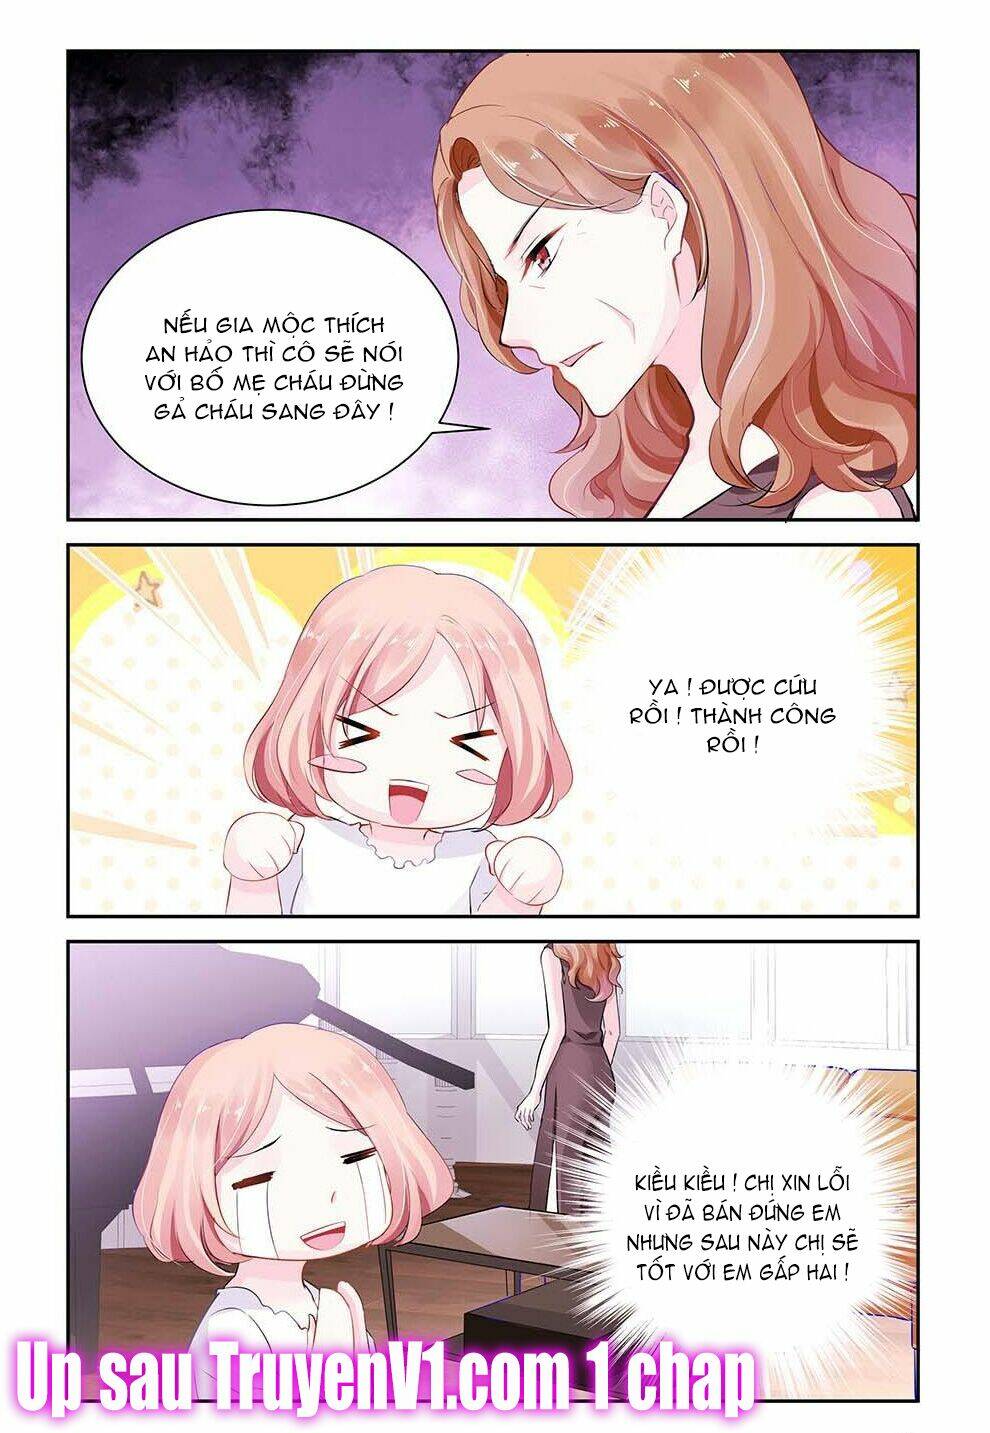 NẾU GIA MỘC THÍCH
AN HẢO THÌ CÔ SẼ NÓI
VỚI BỐ MẸ CHÁU ĐỪNG
GẢ CHÁU SANG ĐÂY !
YA ! ĐƯỢC CỨU
RỒI ! THÀNH CÔNG
RỒI !
KIỀU KIỀU ! CHỊ XIN LỖI
VÌ ĐÃ BÁN ĐỨNG EM
NHƯNG SAU NÀY CHỊ SẼ
TỐT VỚI EM GẤP HAI !
Up sau TruyenV1.com 1 chap